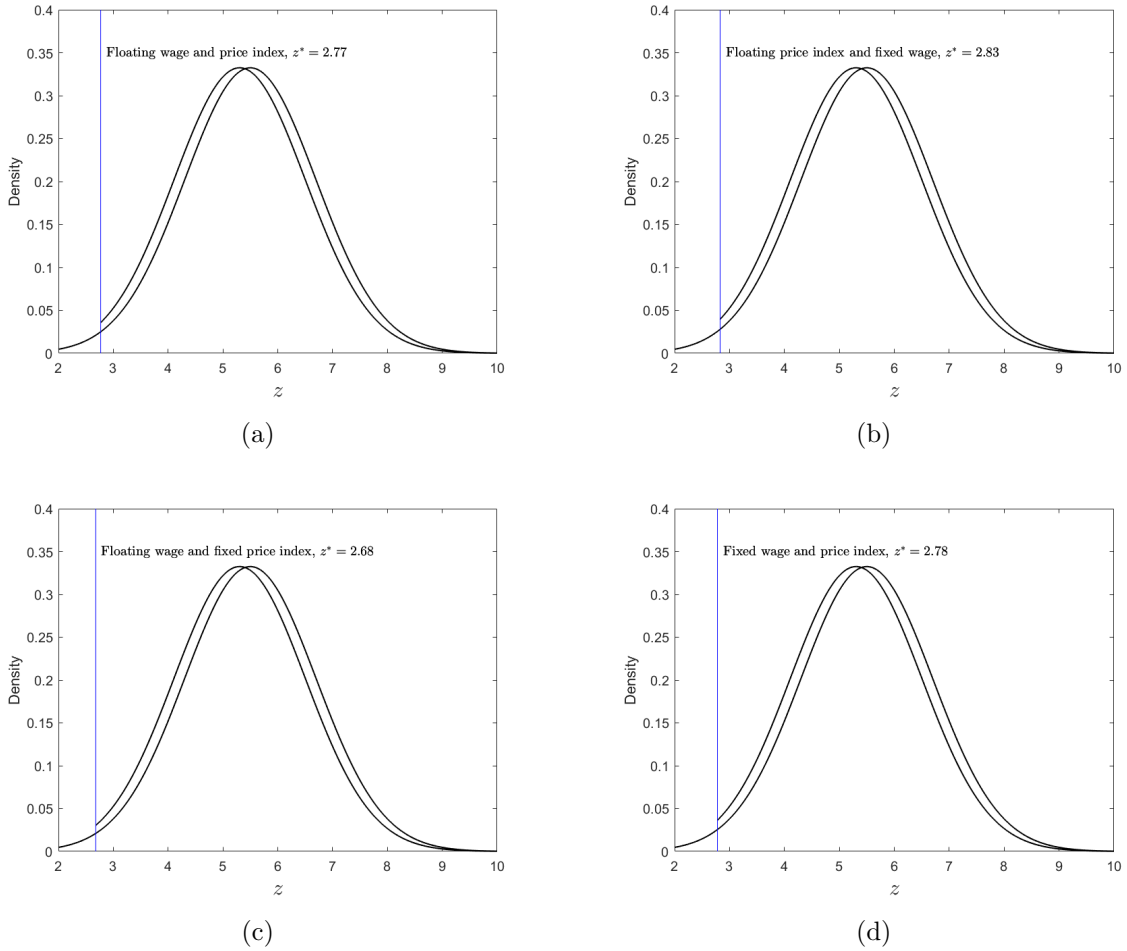 0.4
0.35
0.3
0.25
0.2
0.15
0.1
0.05
0
Density
Floating wage and price index, z* = 2.77
2 3 4 5 6 7 8 9 10
z
(a)
0.4
0.35
0.3
0.25
0.2
0.15
0.1
0.05
0
Density
Floating price index and fixed wage, z* = 2.83
2 3 4 5 6 7 8 9 10
z
(b)
0.4
0.35
0.3
0.25
0.2
0.15
0.1
0.05
0
Density
Floating wage and fixed price index, z* = 2.68
2 3 4 5 6 7 8 9 10
z
(c)
0.4
0.35
0.3
0.25
0.2
0.15
0.1
0.05
0
Density
Fixed wage and price index, z* = 2.78
2 3 4 5 6 7 8 9 10
z
(d)